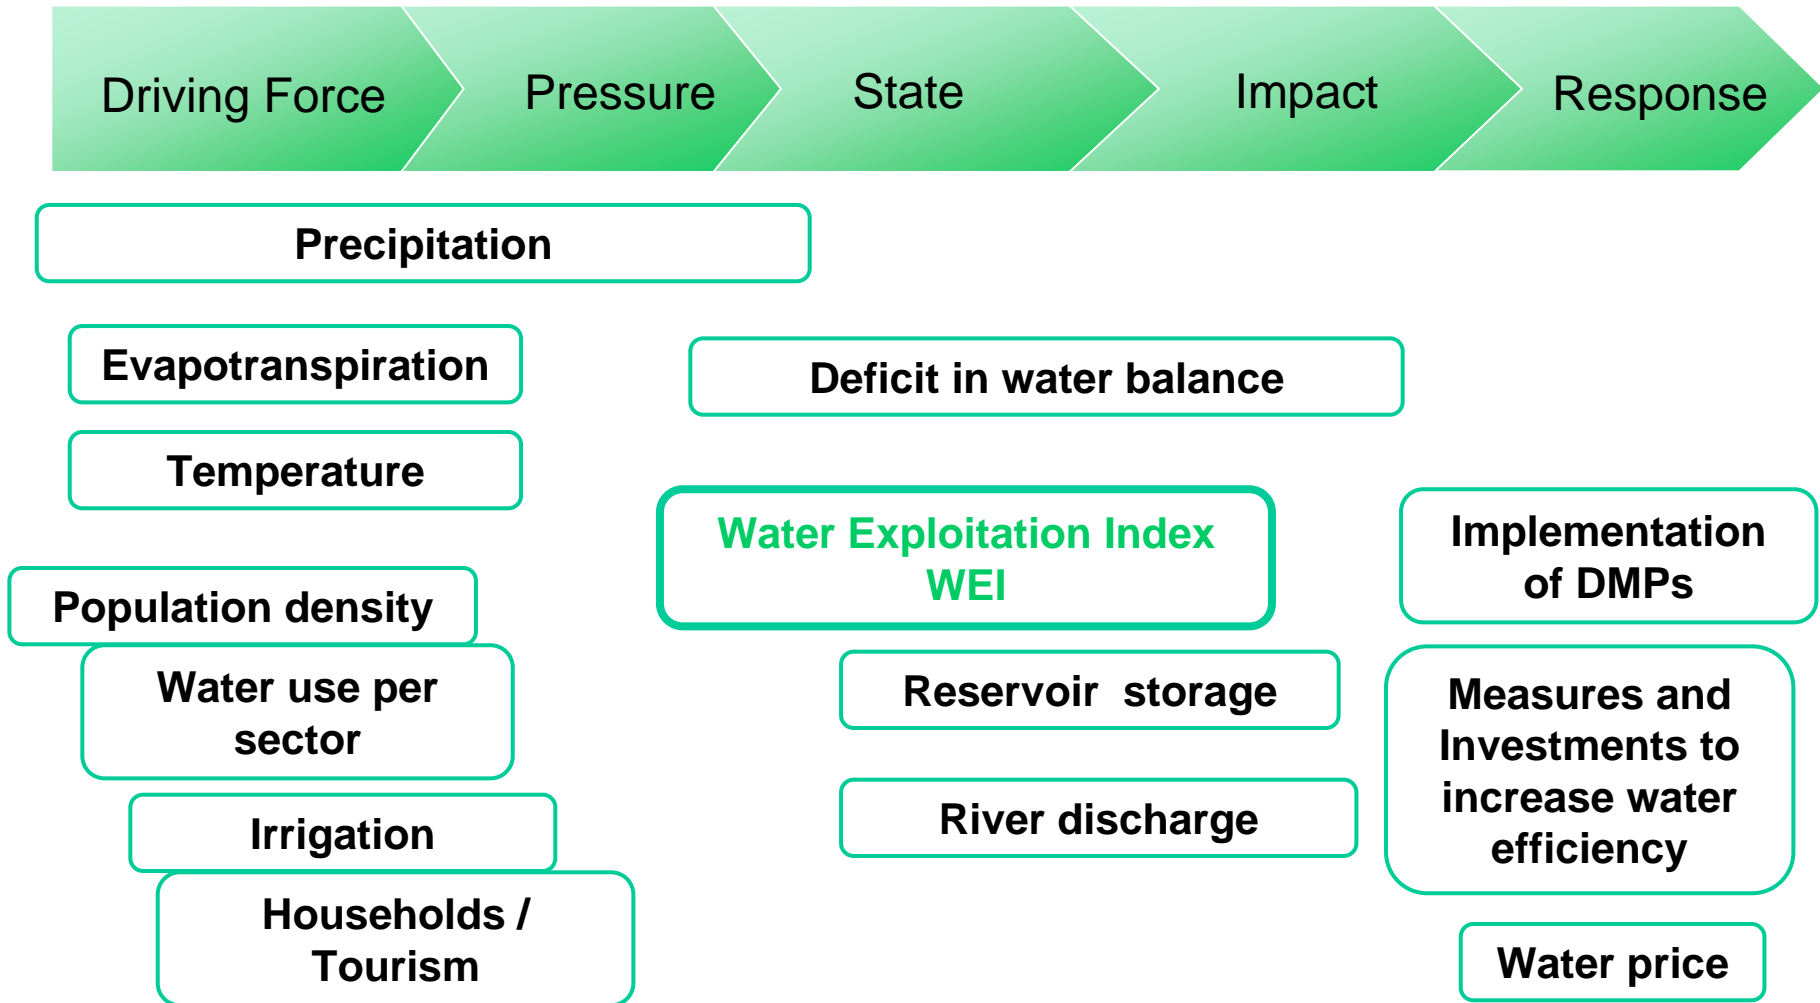 Driving Force
Pressure
State
Impact
Response
Precipitation
Evapotranspiration
Deficit in water balance
Temperature
Water Exploitation Index
WEI
Implementation
of DMPs
Population density
Water use per
sector
Reservoir storage
Measures and
Investments to
increase water
efficiency
Irrigation
River discharge
Households /
Tourism
Water price